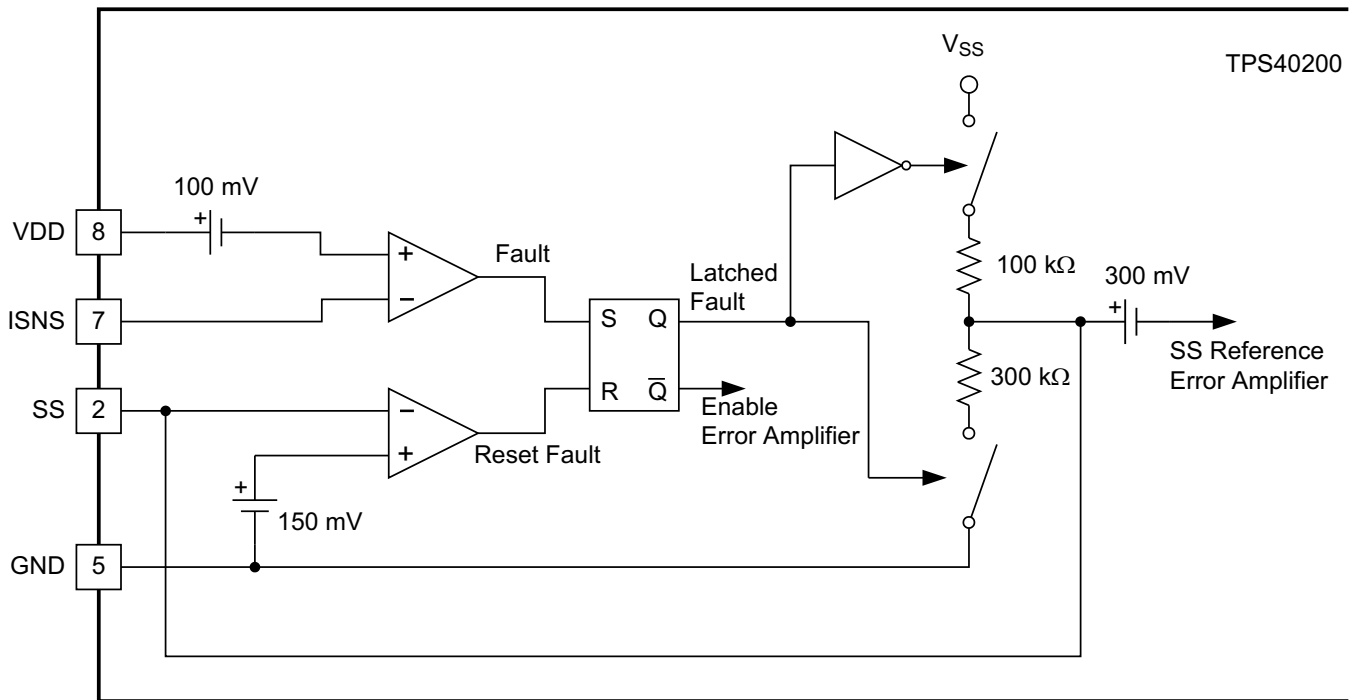 V_SS
TPS40200
100 mV
VDD
8
+
+
−
Fault
Latched
Fault
100 kΩ
300 mV
+
ISNS
7
S
Q
SS Reference
Error Amplifier
300 kΩ
SS
2
−
+
R
Q̅
Enable
Error Amplifier
Reset Fault
+
150 mV
GND
5